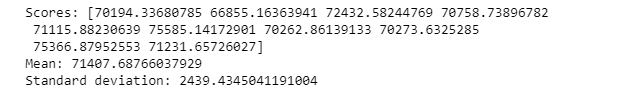 Scores: [70194.33680785 66855.16363941 72432.58244769 70758.73896782
71115.88230639 75585.14172901 70262.86139133 70273.6325285
75366.87952553 71231.65726027]
Mean: 71407.68766037929
Standard deviation: 2439.4345041191004